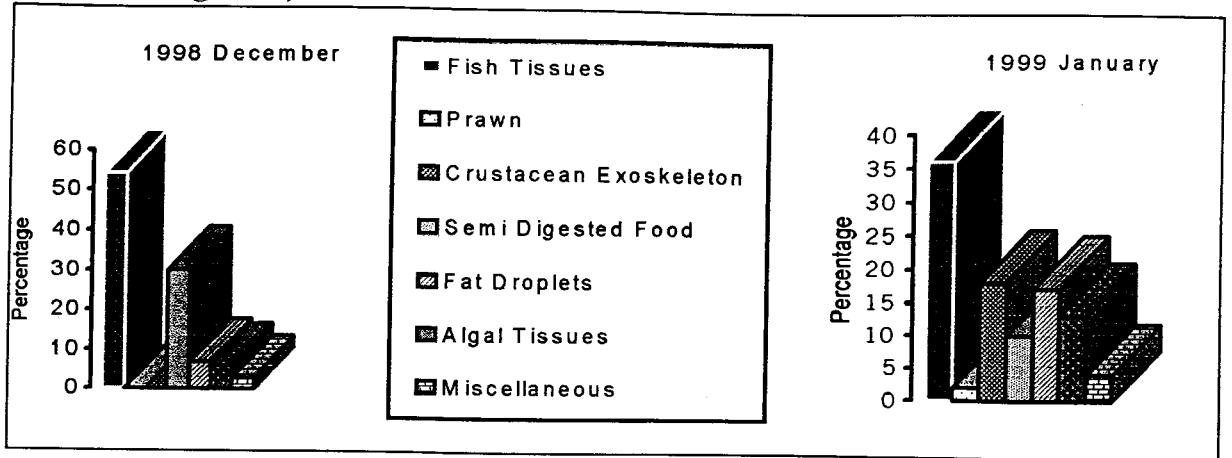 1998 December
Percentage
60
50
40
30
20
10
0
Fish Tissues
Prawn
Crustacean Exoskeleton
Semi Digested Food
Fat Droplets
Algal Tissues
Miscellaneous
1999 January
Percentage
40
35
30
25
20
15
10
5
0